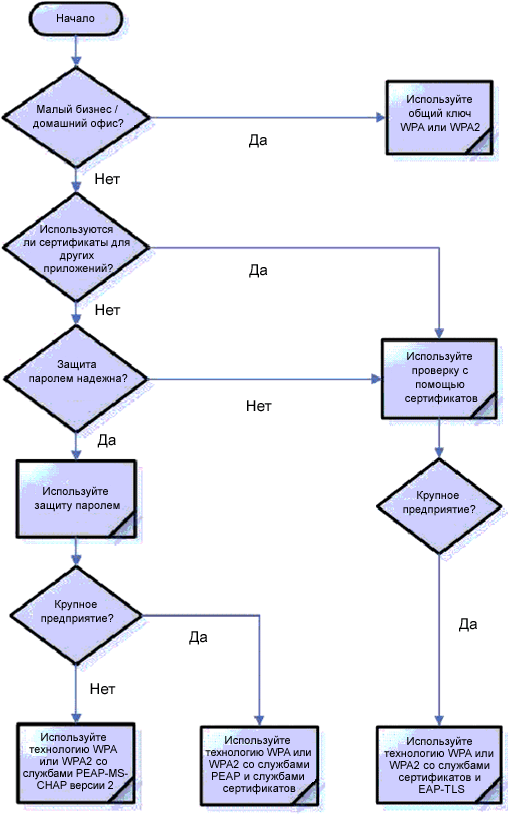 Начало
Малый бизнес /
домашний офис?
Да
Используйте
общий ключ
WPA или WPA2
Нет
Используются
ли сертификаты для
других
приложений?
Да
Нет
Защита
паролем надежна?
Нет
Используйте
проверку с
помощью
сертификатов
Да
Используйте
защиту паролем
Крупное
предприятие?
Крупное
предприятие?
Да
Да
Нет
Используйте
технологию WPA
или WPA2 со
службами PEAP-MS-
CHAP версии 2
Используйте
технологию WPA или
WPA2 со службами
PEAP и службами
сертификатов
Используйте
технологию WPA или
WPA2 со службами
сертификатов и
EAP-TLS